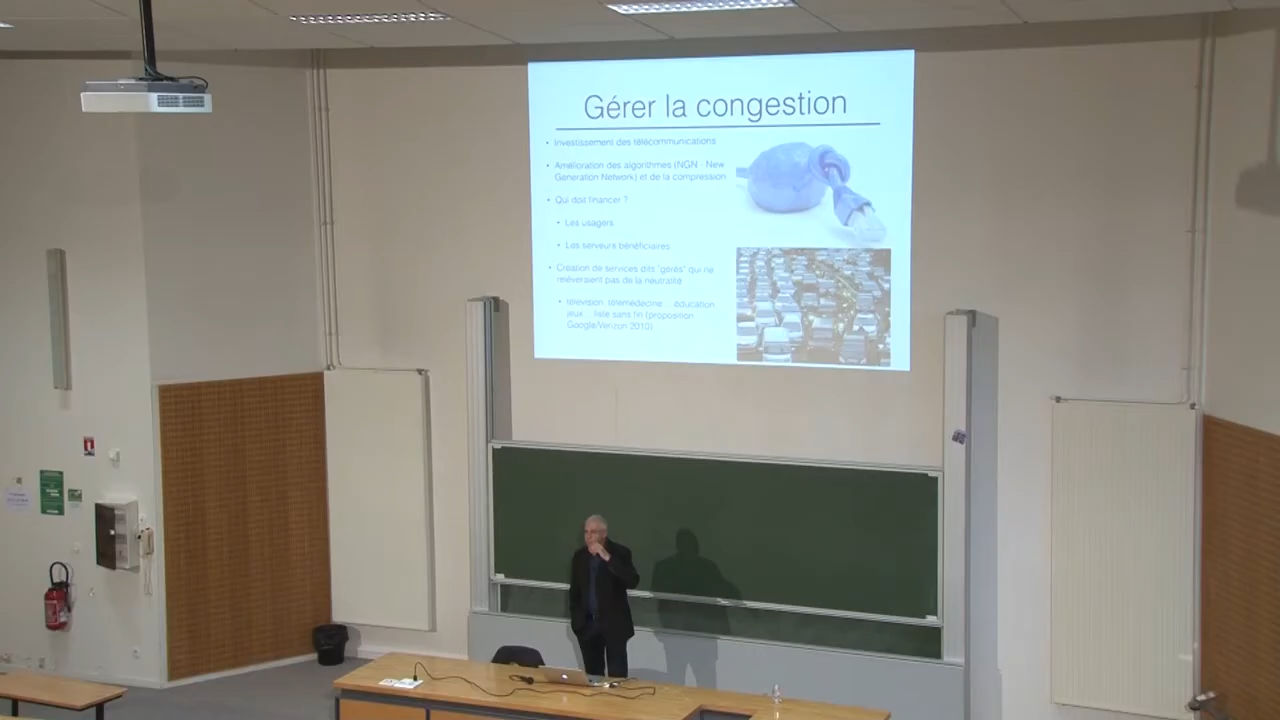 Gérer la congestion
• Investissement des télécommunications
• Amélioration des algorithmes (NGN - New
Generation Network) et de la compression
• Qui doit financer ?
• Les usagers
• Les serveurs bénéficiaires
• Création de services dits "gérés" qui ne
relèveraient pas de la neutralité
• télévision télémédecine éducation
jeux... liste sans fin (proposition
Google/Verizon 2010)